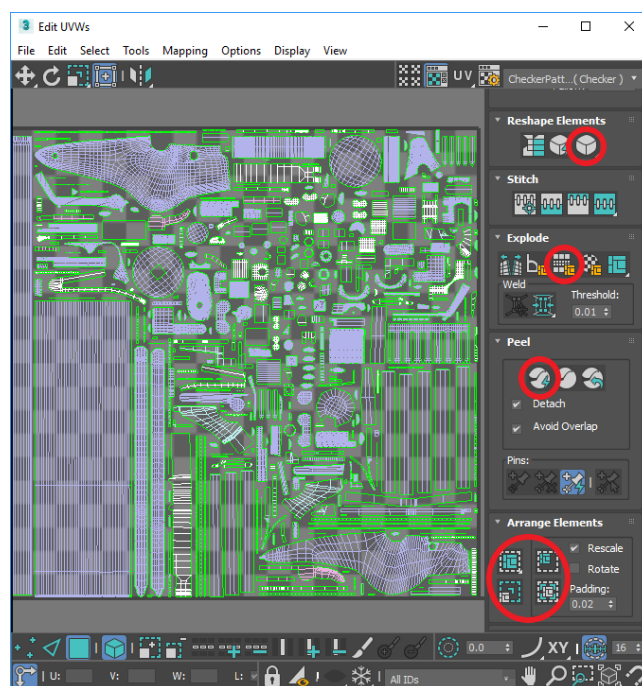 3 Edit UVWs
File Edit Select Tools Mapping Options Display View
UV CheckerPatt...( Checker )
Reshape Elements
Stitch
Explode
Weld
Threshold:
0.01
Peel
Detach
Avoid Overlap
Pins:
Arrange Elements
Rescale
Rotate
Padding:
0.02
0.0 XY 16
U: V: W: L: All IDs